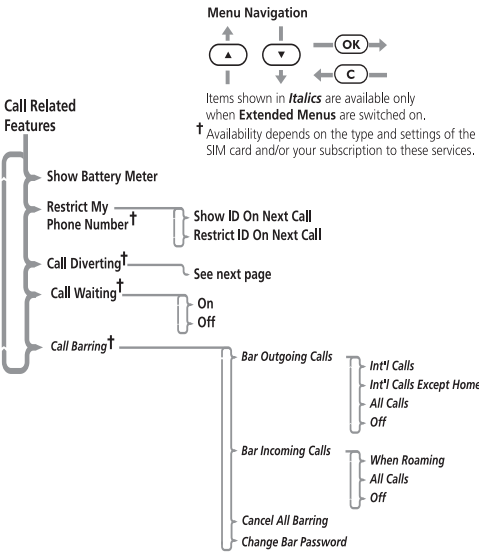 Menu Navigation
OK
C
Items shown in Italics are available only
when Extended Menus are switched on.
† Availability depends on the type and settings of the
SIM card and/or your subscription to these services.
Call Related
Features
Show Battery Meter
Restrict My
Phone Number†
Show ID On Next Call
Restrict ID On Next Call
Call Diverting†
See next page
Call Waiting†
On
Off
Call Barring†
Bar Outgoing Calls
Int'l Calls
Int'l Calls Except Home
All Calls
Off
Bar Incoming Calls
When Roaming
All Calls
Off
Cancel All Barring
Change Bar Password